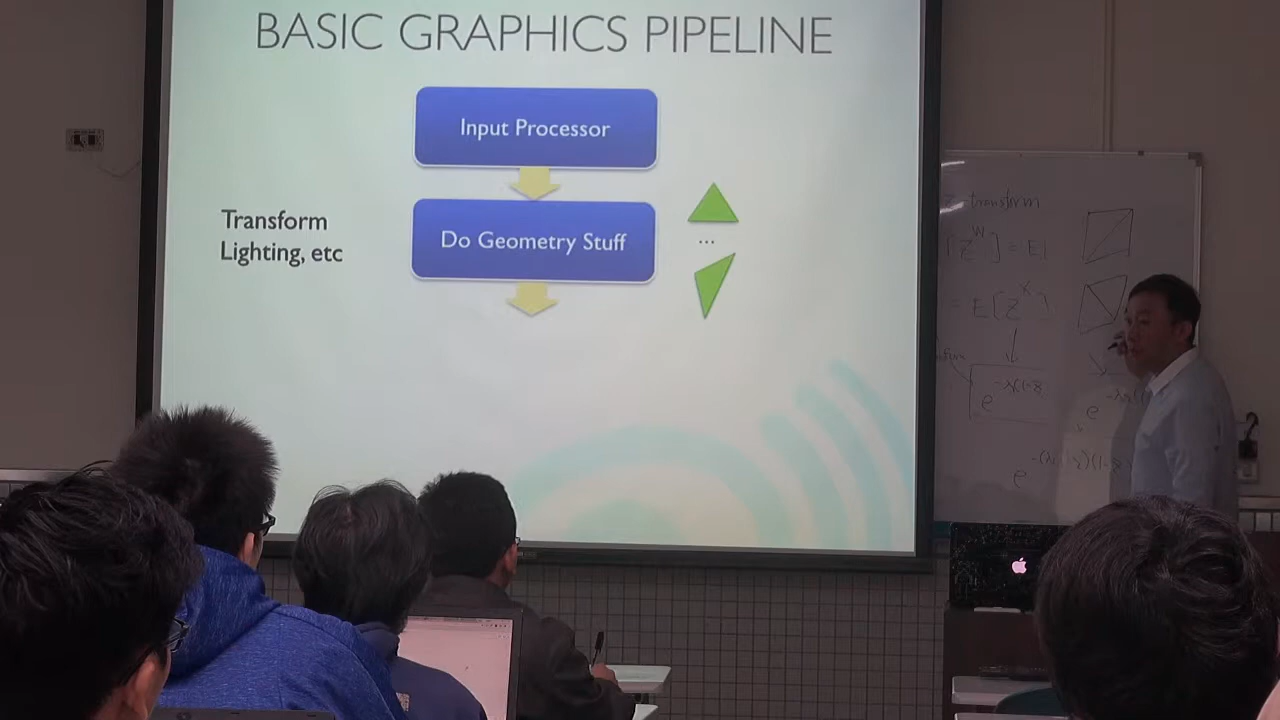 BASIC GRAPHICS PIPELINE
Input Processor
Transform
Lighting, etc
Do Geometry Stuff
...
z-transform
= E[z^X]